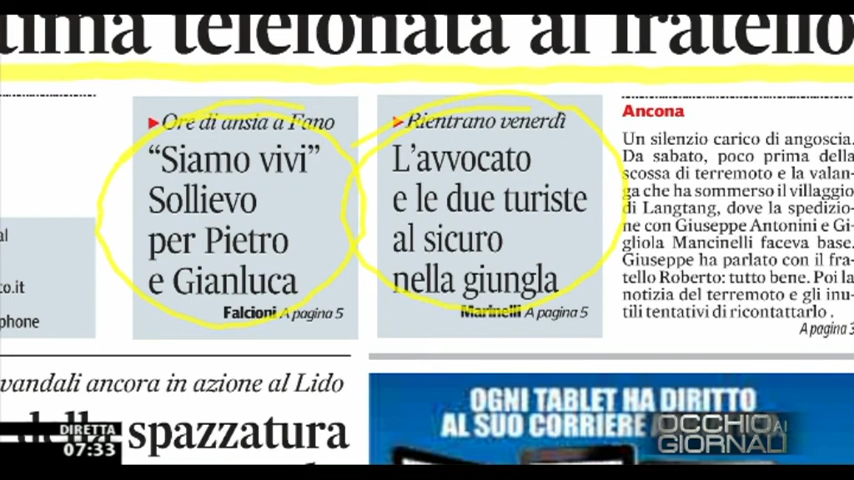 tima telefonata al fratello
Ore di ansia a Fano
“Siamo vivi”
Sollievo
per Pietro
e Gianluca
Falcioni A pagina 5
Rientrano venerdì
L’avvocato
e le due turiste
al sicuro
nella giungla
Marinelli A pagina 5
Ancona
Un silenzio carico di angoscia.
Da sabato, poco prima della
scossa di terremoto e la valan-
ga che ha sommerso il villaggio
di Langtang, dove la spedizio-
ne con Giuseppe Antonini e Gi-
gliola Mancinelli faceva base.
Giuseppe ha parlato con il fra-
tello Roberto: tutto bene. Poi la
notizia del terremoto e gli inu-
tili tentativi di ricontattarlo .
A pagina 3
al
o.it
phone
vandali ancora in azione al Lido
della spazzatura
OGNI TABLET HA DIRITTO
AL SUO CORRIERE
DIRETTA
07:33
OCCHIO AI
GIORNALI